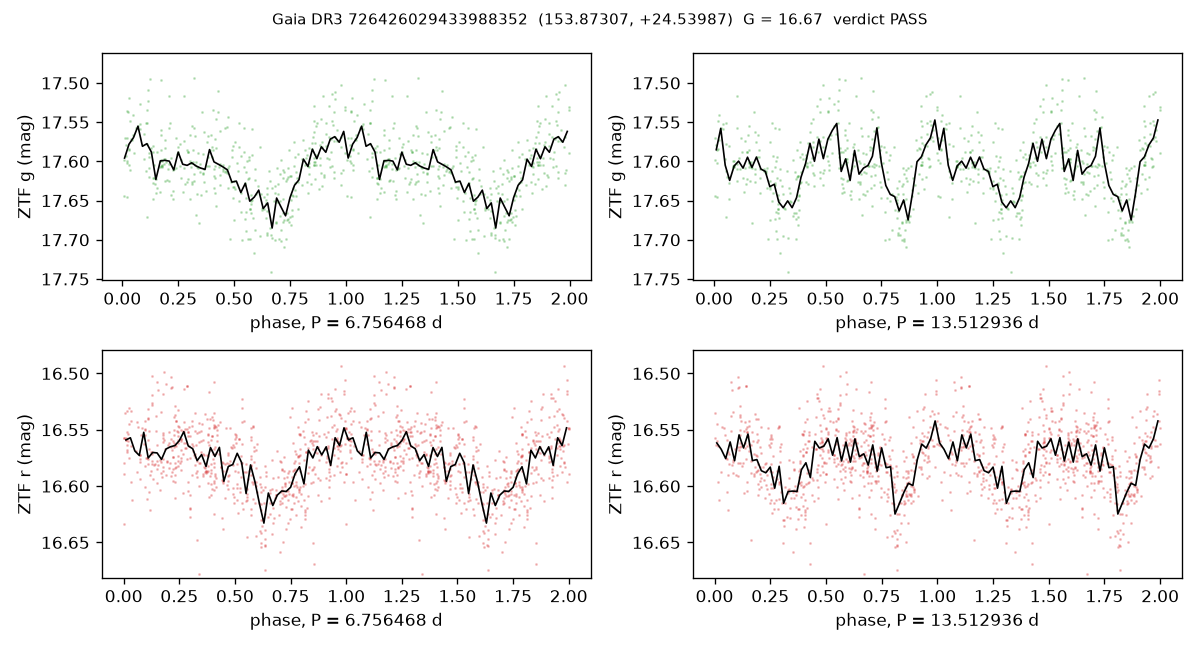 Gaia DR3 726426029433988352 (153.87307, +24.53987) G = 16.67 verdict PASS
ZTF g (mag)
17.50
17.55
17.60
17.65
17.70
17.75
0.00 0.25 0.50 0.75 1.00 1.25 1.50 1.75 2.00
phase, P = 6.756468 d
ZTF g (mag)
17.50
17.55
17.60
17.65
17.70
17.75
0.00 0.25 0.50 0.75 1.00 1.25 1.50 1.75 2.00
phase, P = 13.512936 d
ZTF r (mag)
16.50
16.55
16.60
16.65
0.00 0.25 0.50 0.75 1.00 1.25 1.50 1.75 2.00
phase, P = 6.756468 d
ZTF r (mag)
16.50
16.55
16.60
16.65
0.00 0.25 0.50 0.75 1.00 1.25 1.50 1.75 2.00
phase, P = 13.512936 d